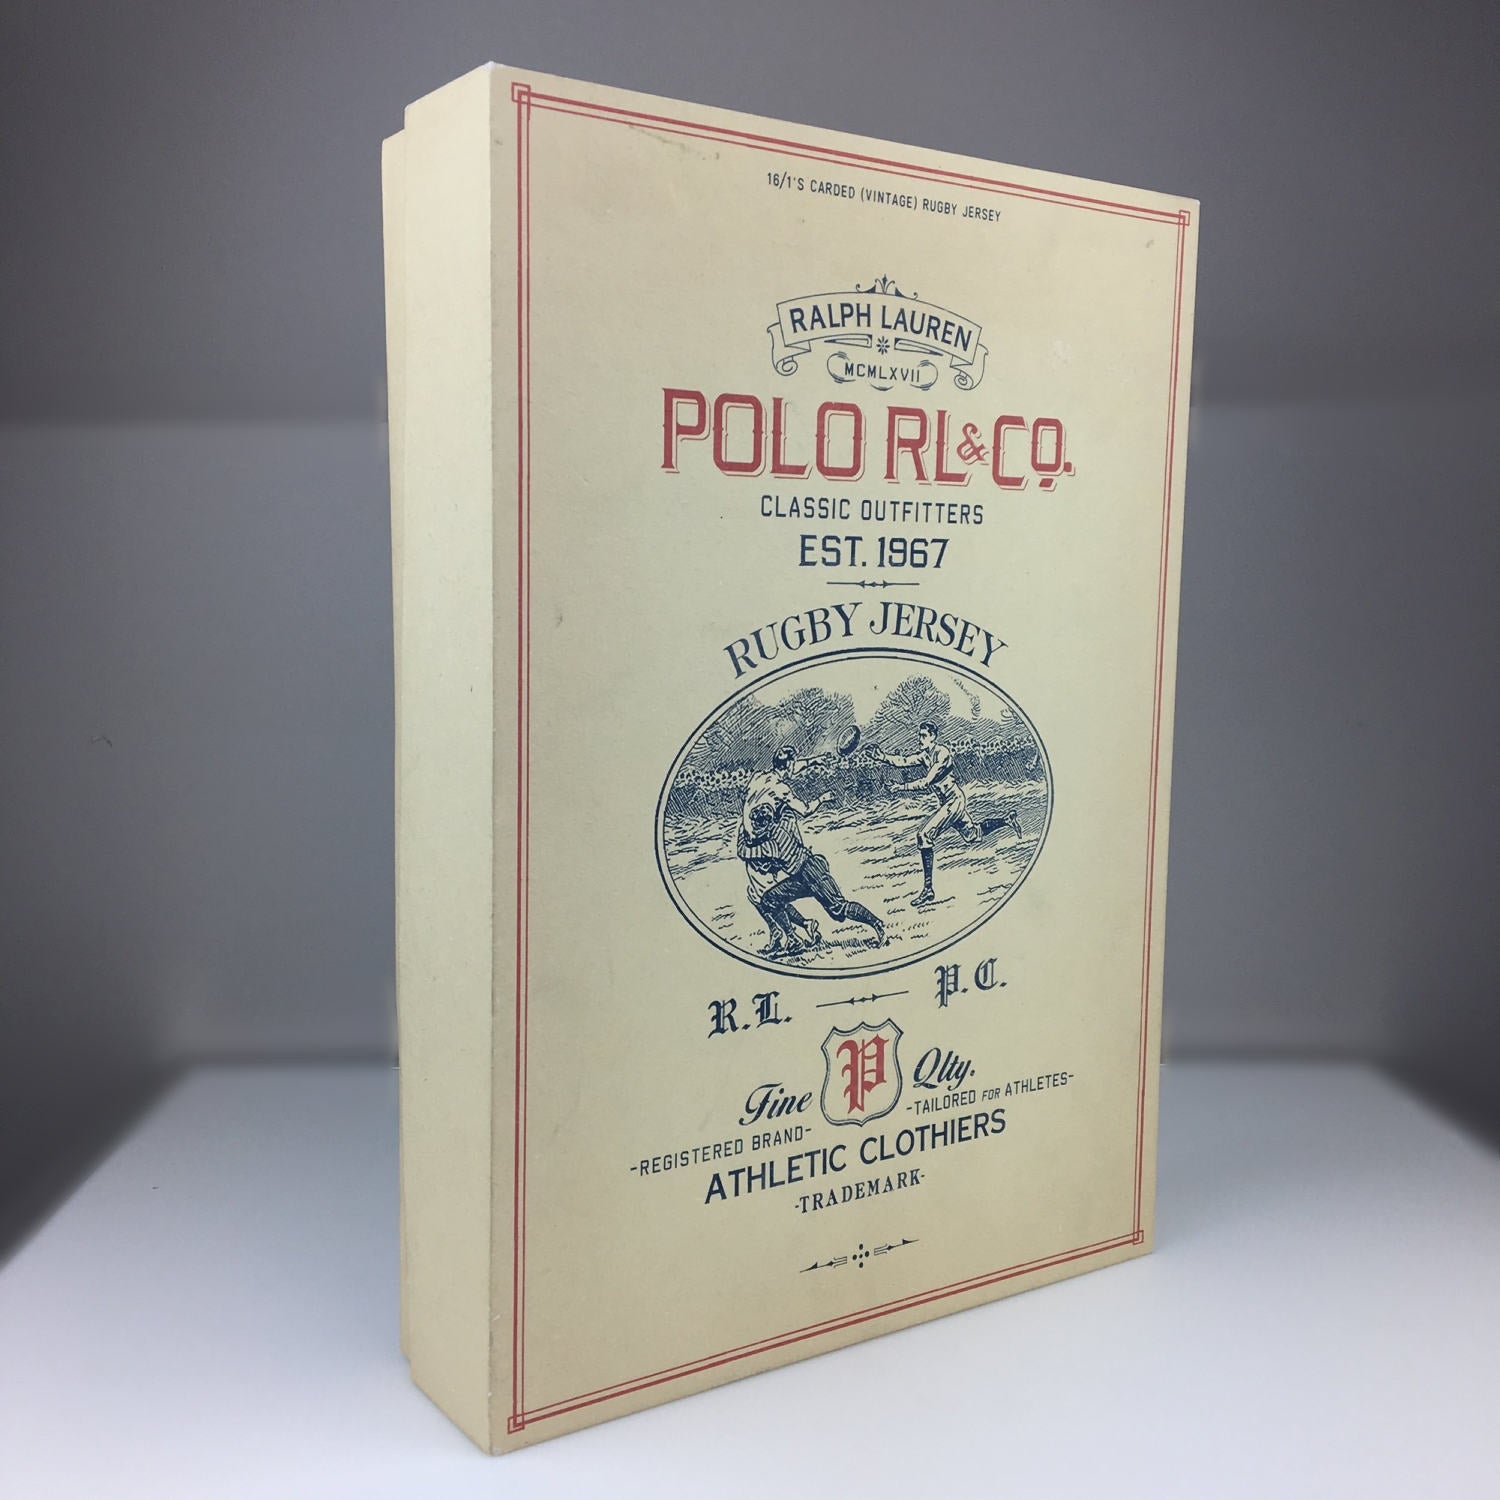 16/1'S CARDED (VINTAGE) RUGBY JERSEY
RALPH LAUREN
MCMLXVII
POLO RL&CO.
CLASSIC OUTFITTERS
EST. 1967
RUGBY JERSEY
R.L. P.C.
P
Fine Qlty.
-REGISTERED BRAND- -TAILORED FOR ATHLETES-
ATHLETIC CLOTHIERS
-TRADEMARK-